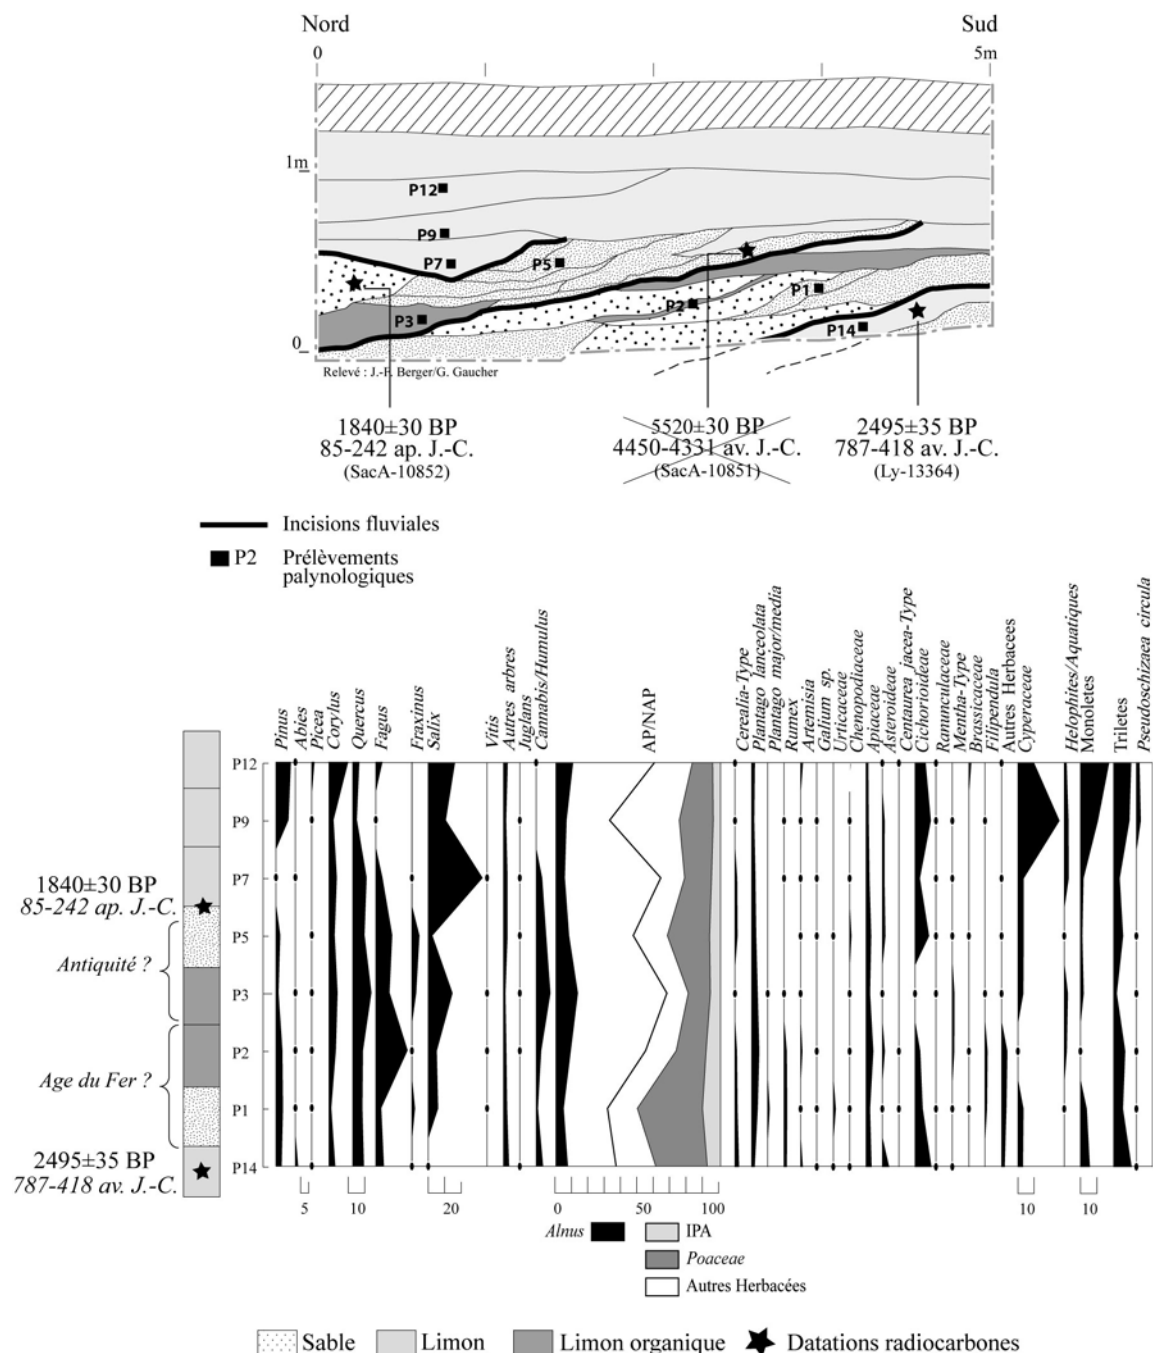 Nord
Sud
0
5m
1m
P12
P9
P7
P5
P1
P2
P3
P14
0
Relevé : J.-F. Berger/G. Gaucher
1840±30 BP
85-242 ap. J.-C.
(SacA-10852)
5520±30 BP
4450-4331 av. J.-C.
(SacA-10851)
2495±35 BP
787-418 av. J.-C.
(Ly-13364)
Incisions fluviales
P2
Prélèvements
palynologiques
Pinus
Abies
Picea
Corylus
Quercus
Fagus
Fraxinus
Salix
Vitis
Autres arbres
Juglans
Cannabis/Humulus
AP/NAP
Cerealia-Type
Plantago lanceolata
Plantago major/media
Rumex
Artemisia
Galium sp.
Urticaceae
Chenopodiaceae
Apiaceae
Asteroideae
Centaurea jacea-Type
Cichorioideae
Ranunculaceae
Mentha-Type
Brassicaceae
Filipendula
Autres Herbacees
Cyperaceae
Helophites/Aquatiques
Monoletes
Triletes
Pseudoschizaea circula
P12
P9
P7
P5
P3
P2
P1
P14
1840±30 BP
85-242 ap. J.-C.
Antiquité ?
Age du Fer ?
2495±35 BP
787-418 av. J.-C.
5
10
20
0
50
100
10
10
Alnus
IPA
Poaceae
Autres Herbacées
Sable
Limon
Limon organique
Datations radiocarbones